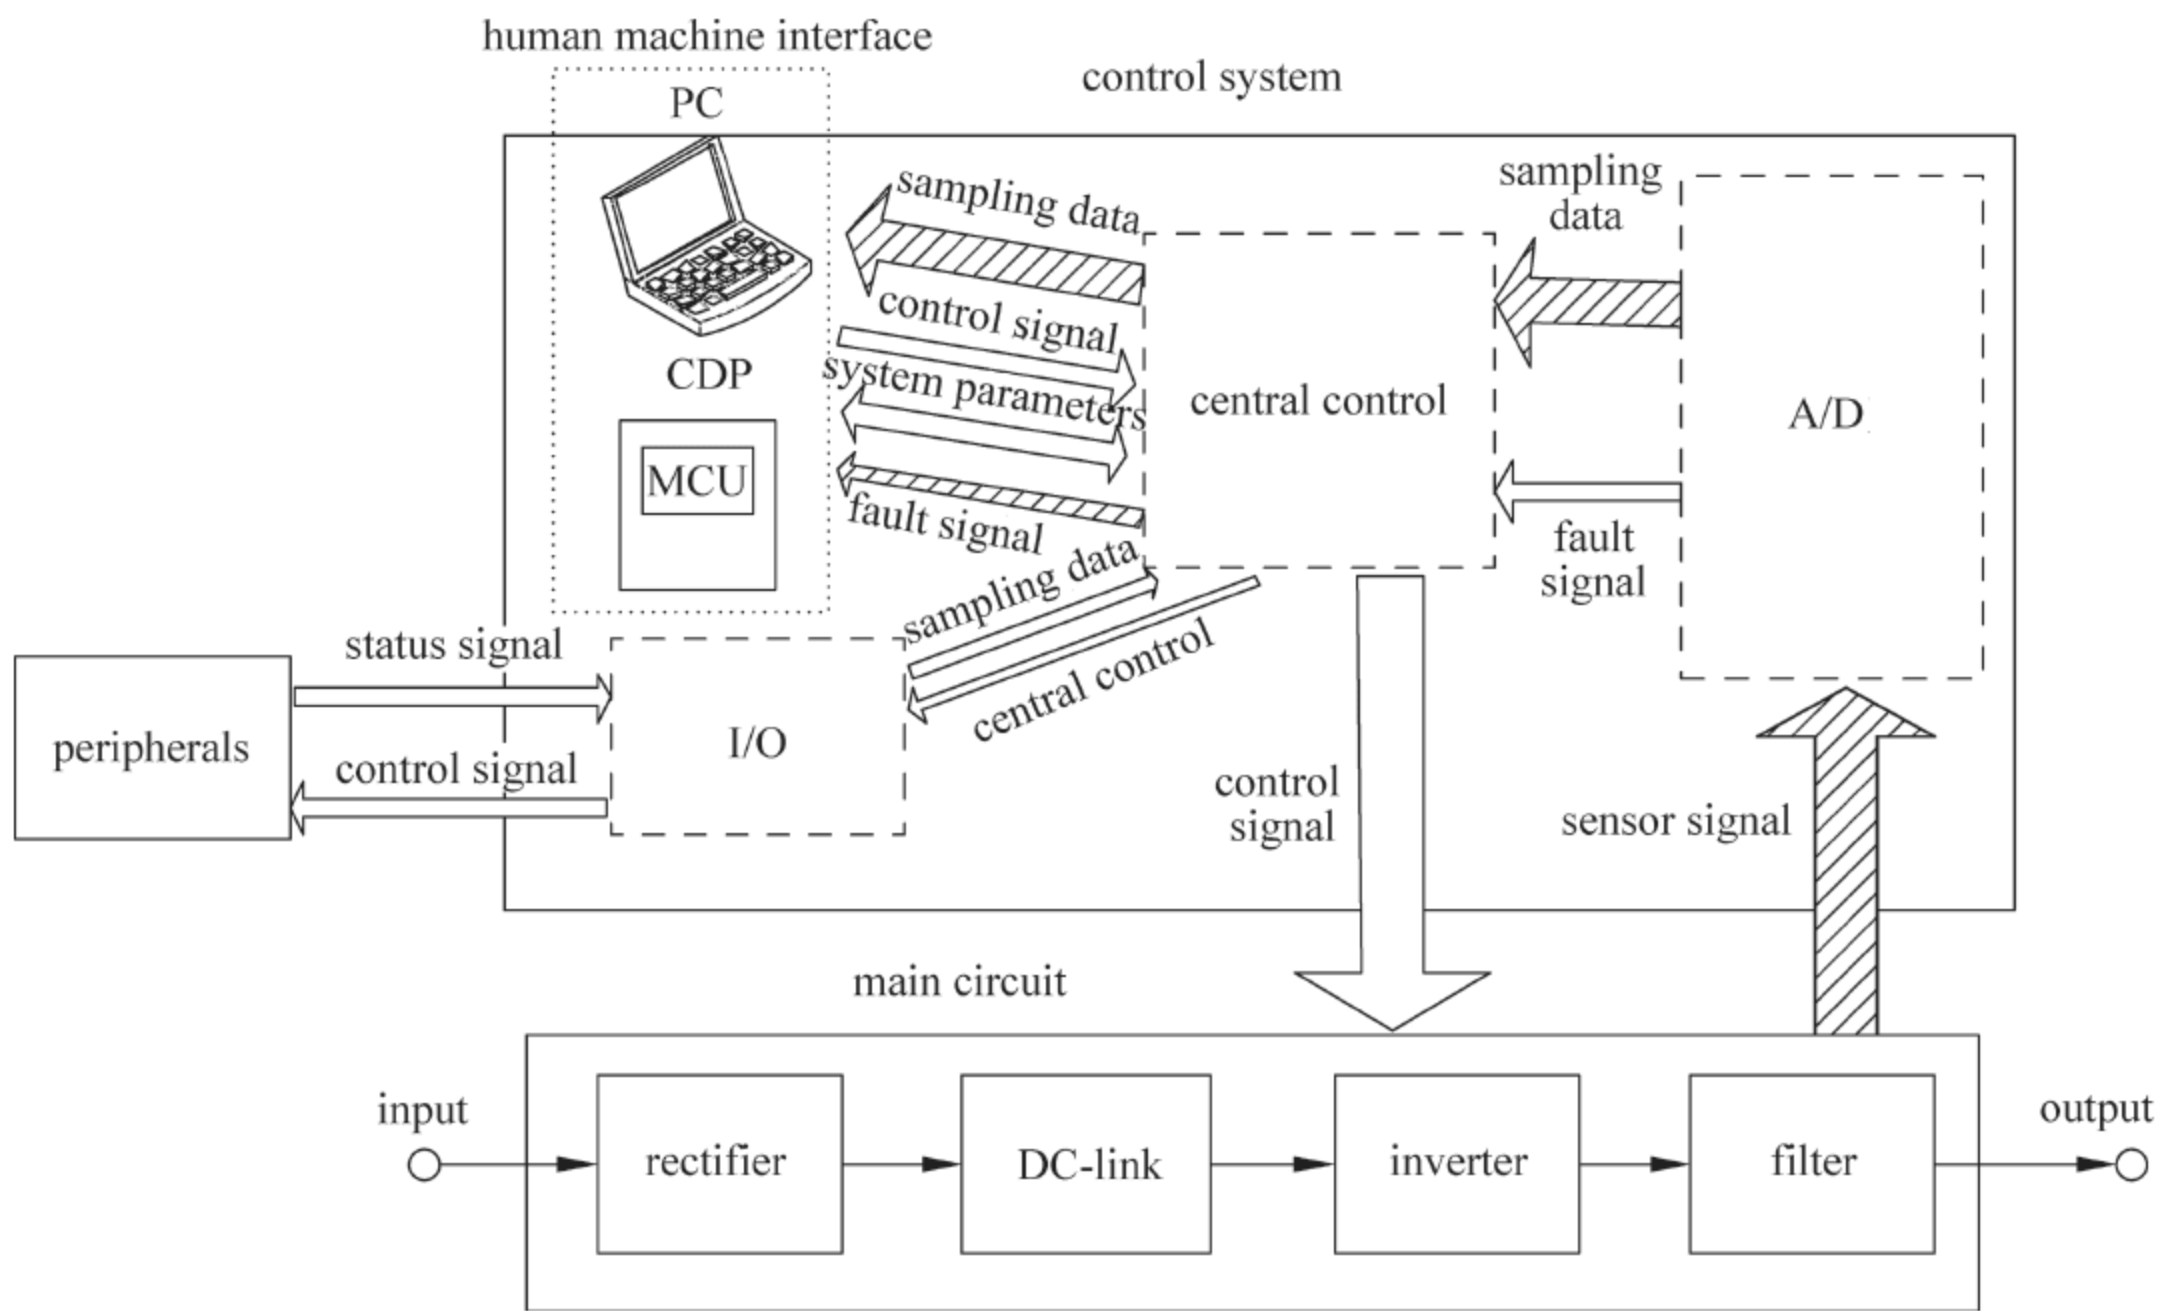 human machine interface
control system
PC
sampling data
sampling
data
control signal
CDP
system parameters
central control
A/D
MCU
fault signal
fault
signal
sampling data
central control
status signal
peripherals
I/O
control signal
control
signal
sensor signal
main circuit
input
output
rectifier
DC-link
inverter
filter